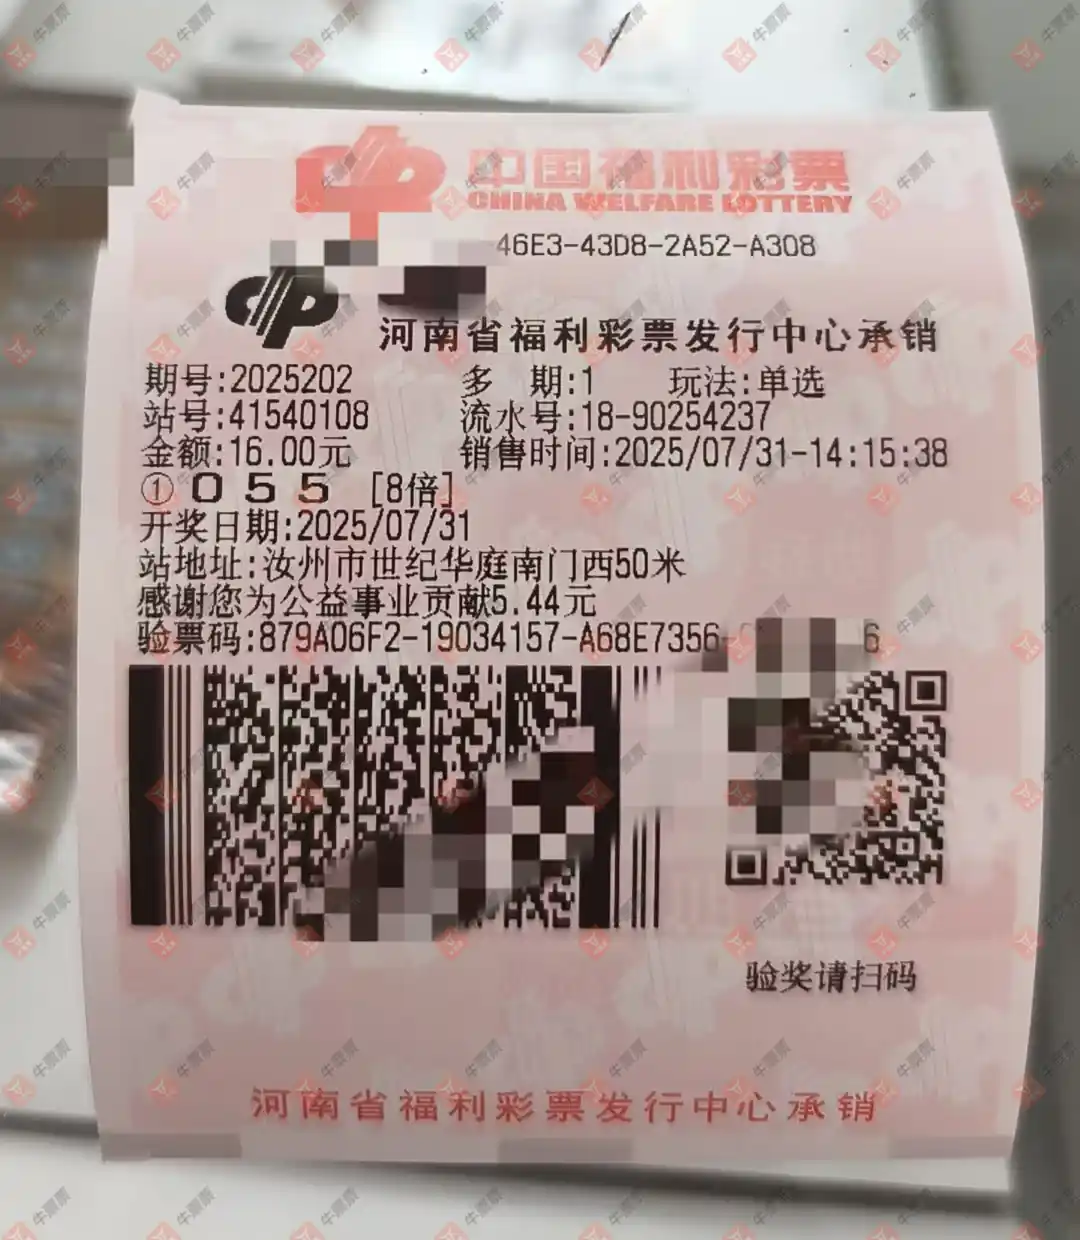 中国福利彩票
CHINA WELFARE LOTTERY
46E3-43D8-2A52-A308
河南省福利彩票发行中心承销
期号:2025202 多 期:1 玩法:单选
站号:41540108 流水号:18-90254237
金额:16.00元 销售时间:2025/07/31-14:15:38
① 0 5 5 [8倍]
开奖日期:2025/07/31
站地址:汝州市世纪华庭南门西50米
感谢您为公益事业贡献5.44元
验票码:879A06F2-19034157-A68E7356- 6
验奖请扫码
河南省福利彩票发行中心承销
牛票票